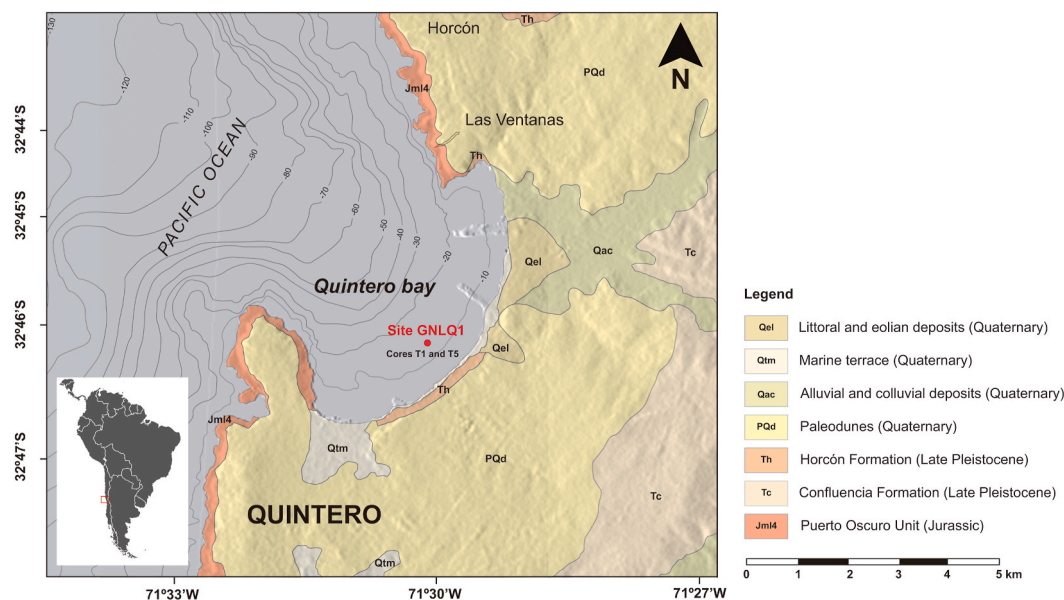 Horcón
Th
PQd
N
-130
-120
-110
-100
-90
-80
-70
-60
-50
-40
-30
-20
-10
Jml4
Las Ventanas
Th
PACIFIC OCEAN
32°44'S
32°45'S
32°46'S
32°47'S
Qel
Qac
Tc
Quintero bay
Site GNLQ1
Cores T1 and T5
Qel
Th
Jml4
Qtm
PQd
Tc
QUINTERO
Qtm
71°33'W
71°30'W
71°27'W
Legend
Qel Littoral and eolian deposits (Quaternary)
Qtm Marine terrace (Quaternary)
Qac Alluvial and colluvial deposits (Quaternary)
PQd Paleodunes (Quaternary)
Th Horcón Formation (Late Pleistocene)
Tc Confluencia Formation (Late Pleistocene)
Jml4 Puerto Oscuro Unit (Jurassic)
0 1 2 3 4 5 km